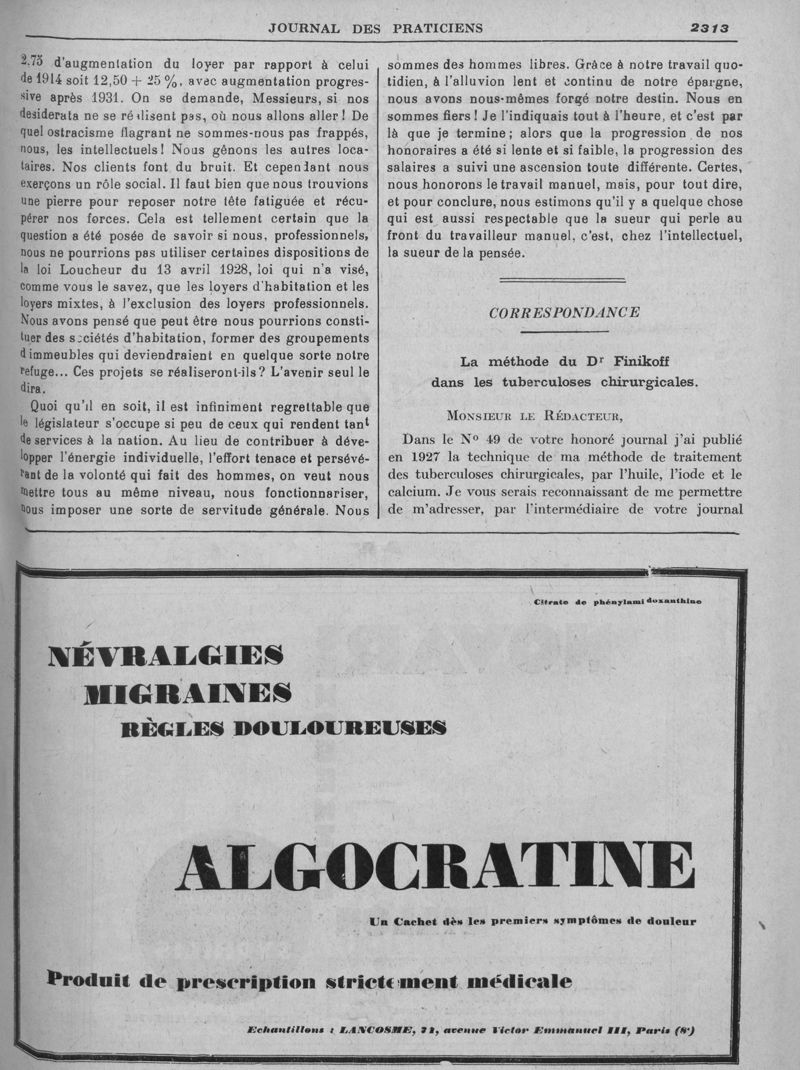 JOURNAL DES PRATICIENS 2313
2,75 d'augmentation du loyer par rapport à celui
de 1914 soit 12,50 + 25 %, avec augmentation progres-
sive après 1931. On se demande, Messieurs, si nos
desiderata ne se réalisent pas, où nous allons aller ! De
quel ostracisme flagrant ne sommes-nous pas frappés,
nous, les intellectuels ! Nous gênons les autres loca-
taires. Nos clients font du bruit. Et cependant nous
exerçons un rôle social. Il faut bien que nous trouvions
une pierre pour reposer notre tête fatiguée et récu-
pérer nos forces. Cela est tellement certain que la
question a été posée de savoir si nous, professionnels,
nous ne pourrions pas utiliser certaines dispositions de
la loi Loucheur du 13 avril 1928, loi qui n'a visé,
comme vous le savez, que les loyers d'habitation et les
loyers mixtes, à l'exclusion des loyers professionnels.
Nous avons pensé que peut être nous pourrions consti-
tuer des sociétés d'habitation, former des groupements
d immeubles qui deviendraient en quelque sorte notre
refuge... Ces projets se réaliseront-ils ? L'avenir seul le
dira.
Quoi qu'il en soit, il est infiniment regrettable que
le législateur s'occupe si peu de ceux qui rendent tant
de services à la nation. Au lieu de contribuer à déve-
lopper l'énergie individuelle, l'effort tenace et persévé-
rant de la volonté qui fait des hommes, on veut nous
mettre tous au même niveau, nous fonctionnariser,
nous imposer une sorte de servitude générale. Nous
sommes des hommes libres. Grâce à notre travail quo-
tidien, à l'alluvion lent et continu de notre épargne,
nous avons nous-mêmes forgé notre destin. Nous en
sommes fiers ! Je l'indiquais tout à l'heure, et c'est par
là que je termine ; alors que la progression de nos
honoraires a été si lente et si faible, la progression des
salaires a suivi une ascension toute différente. Certes,
nous honorons le travail manuel, mais, pour tout dire,
et pour conclure, nous estimons qu'il y a quelque chose
qui est aussi respectable que la sueur qui perle au
front du travailleur manuel, c'est, chez l'intellectuel,
la sueur de la pensée.
CORRESPONDANCE
La méthode du Dr Finikoff
dans les tuberculoses chirurgicales.
MONSIEUR LE RÉDACTEUR,
Dans le No 49 de votre honoré journal j'ai publié
en 1927 la technique de ma méthode de traitement
des tuberculoses chirurgicales, par l'huile, l'iode et le
calcium. Je vous serais reconnaissant de me permettre
de m'adresser, par l'intermédiaire de votre journal
Citrate de phénylamidoxanthine
NÉVRALGIES
MIGRAINES
RÈGLES DOULOUREUSES
ALGOCRATINE
Un Cachet dès les premiers symptômes de douleur
Produit de prescription strictement médicale
Echantillons : LANCOSME, 71, avenue Victor Emmanuel III, Paris (8e)